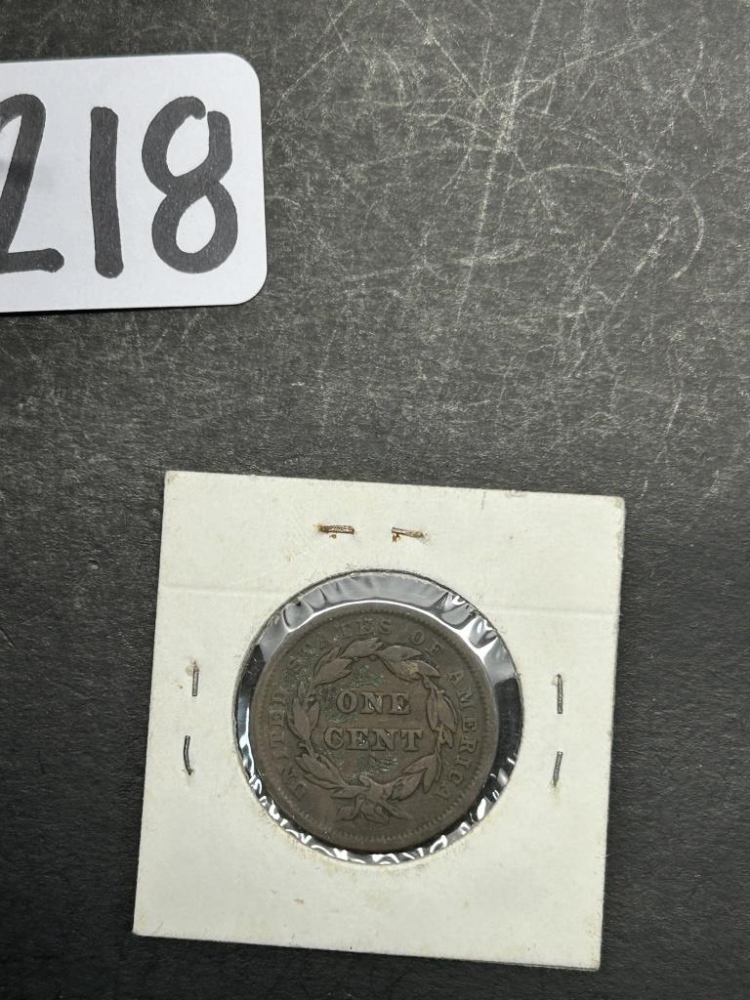 218
UNITED STATES OF AMERICA
ONE
CENT